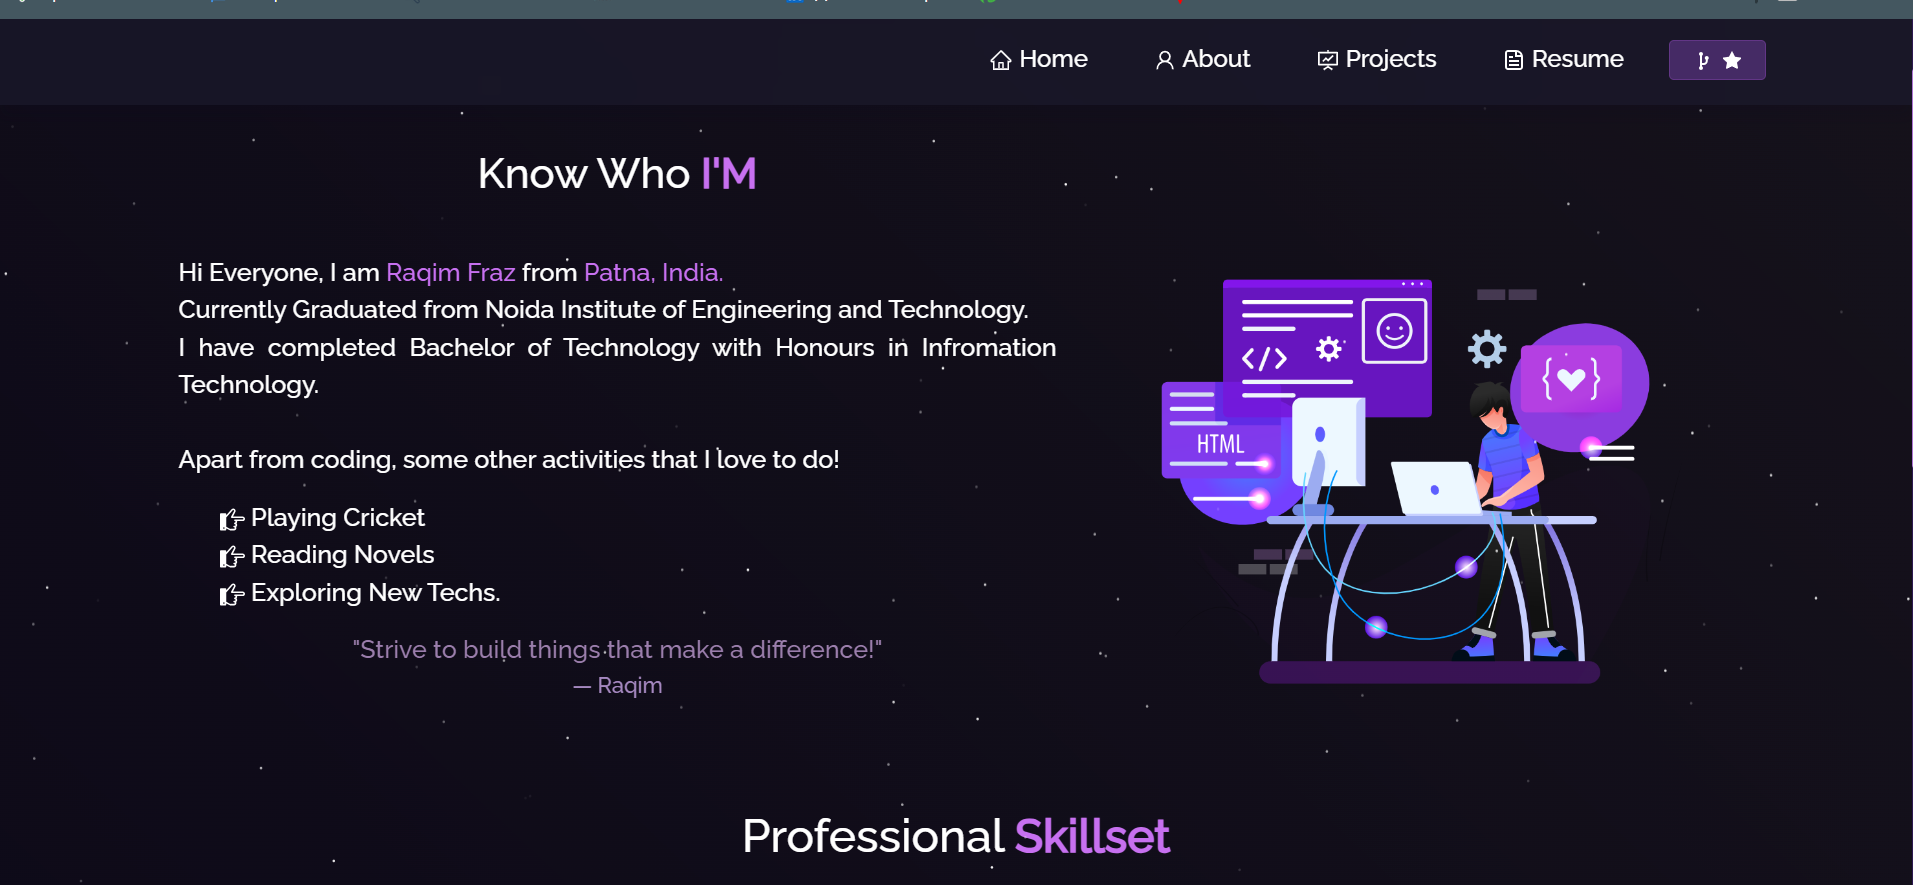 Home About Projects Resume
Know Who I'M
Hi Everyone, I am Raqim Fraz from Patna, India.
Currently Graduated from Noida Institute of Engineering and Technology.
I have completed Bachelor of Technology with Honours in Infromation
Technology.
Apart from coding, some other activities that I love to do!
Playing Cricket
Reading Novels
Exploring New Techs.
"Strive to build things that make a difference!"
— Raqim
</>
{ }
HTML
Professional Skillset